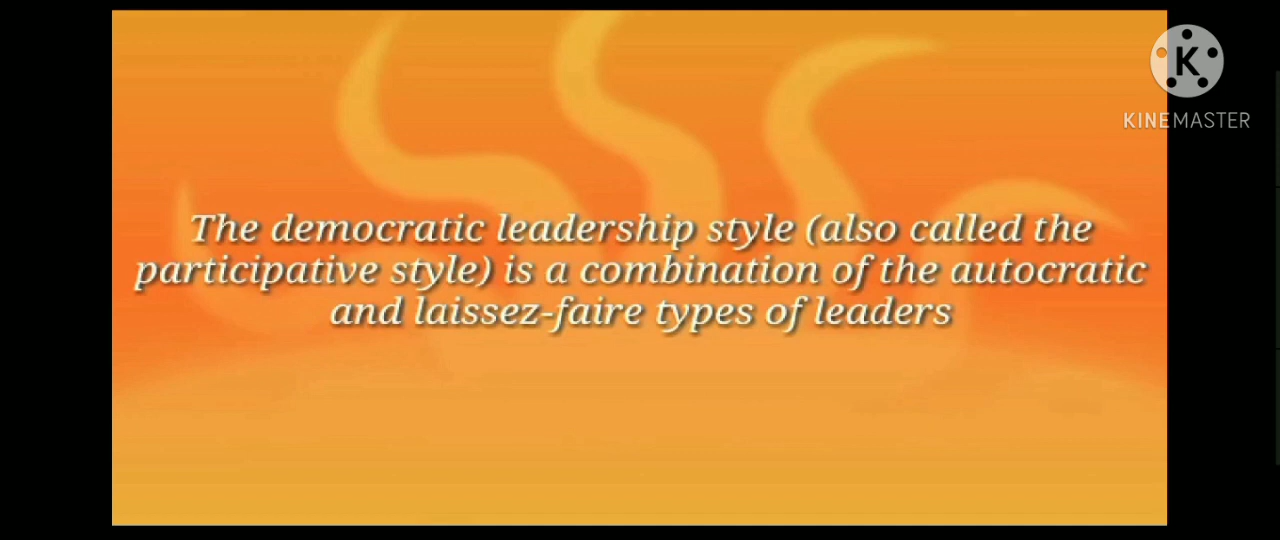 K
KINEMASTER
The democratic leadership style (also called the
participative style) is a combination of the autocratic
and laissez-faire types of leaders